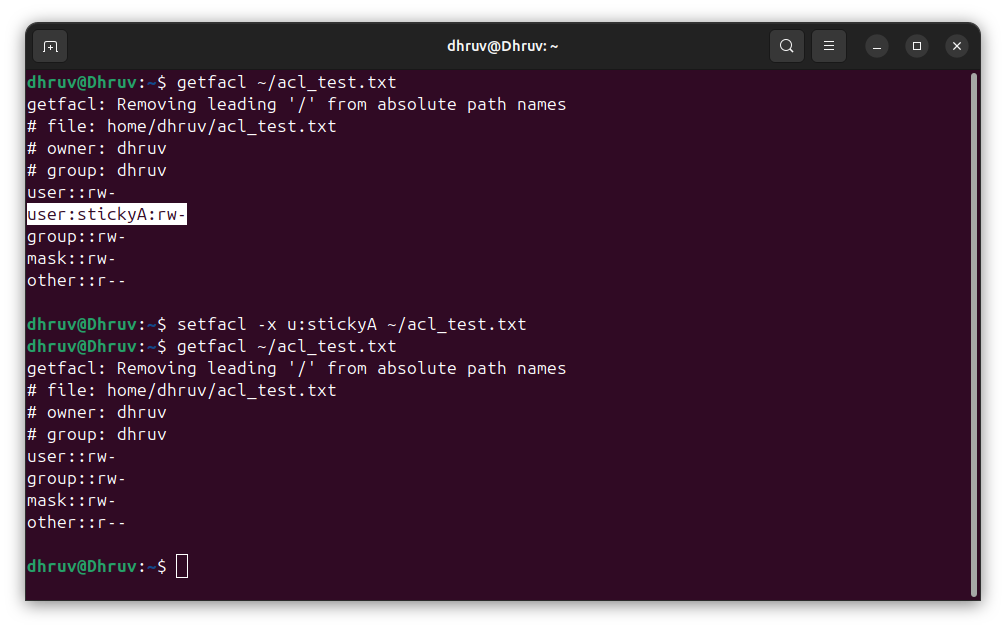 dhruv@Dhruv: ~
dhruv@Dhruv:~$ getfacl ~/acl_test.txt
getfacl: Removing leading '/' from absolute path names
# file: home/dhruv/acl_test.txt
# owner: dhruv
# group: dhruv
user::rw-
user:stickyA:rw-
group::rw-
mask::rw-
other::r--
dhruv@Dhruv:~$ setfacl -x u:stickyA ~/acl_test.txt
dhruv@Dhruv:~$ getfacl ~/acl_test.txt
getfacl: Removing leading '/' from absolute path names
# file: home/dhruv/acl_test.txt
# owner: dhruv
# group: dhruv
user::rw-
group::rw-
mask::rw-
other::r--
dhruv@Dhruv:~$